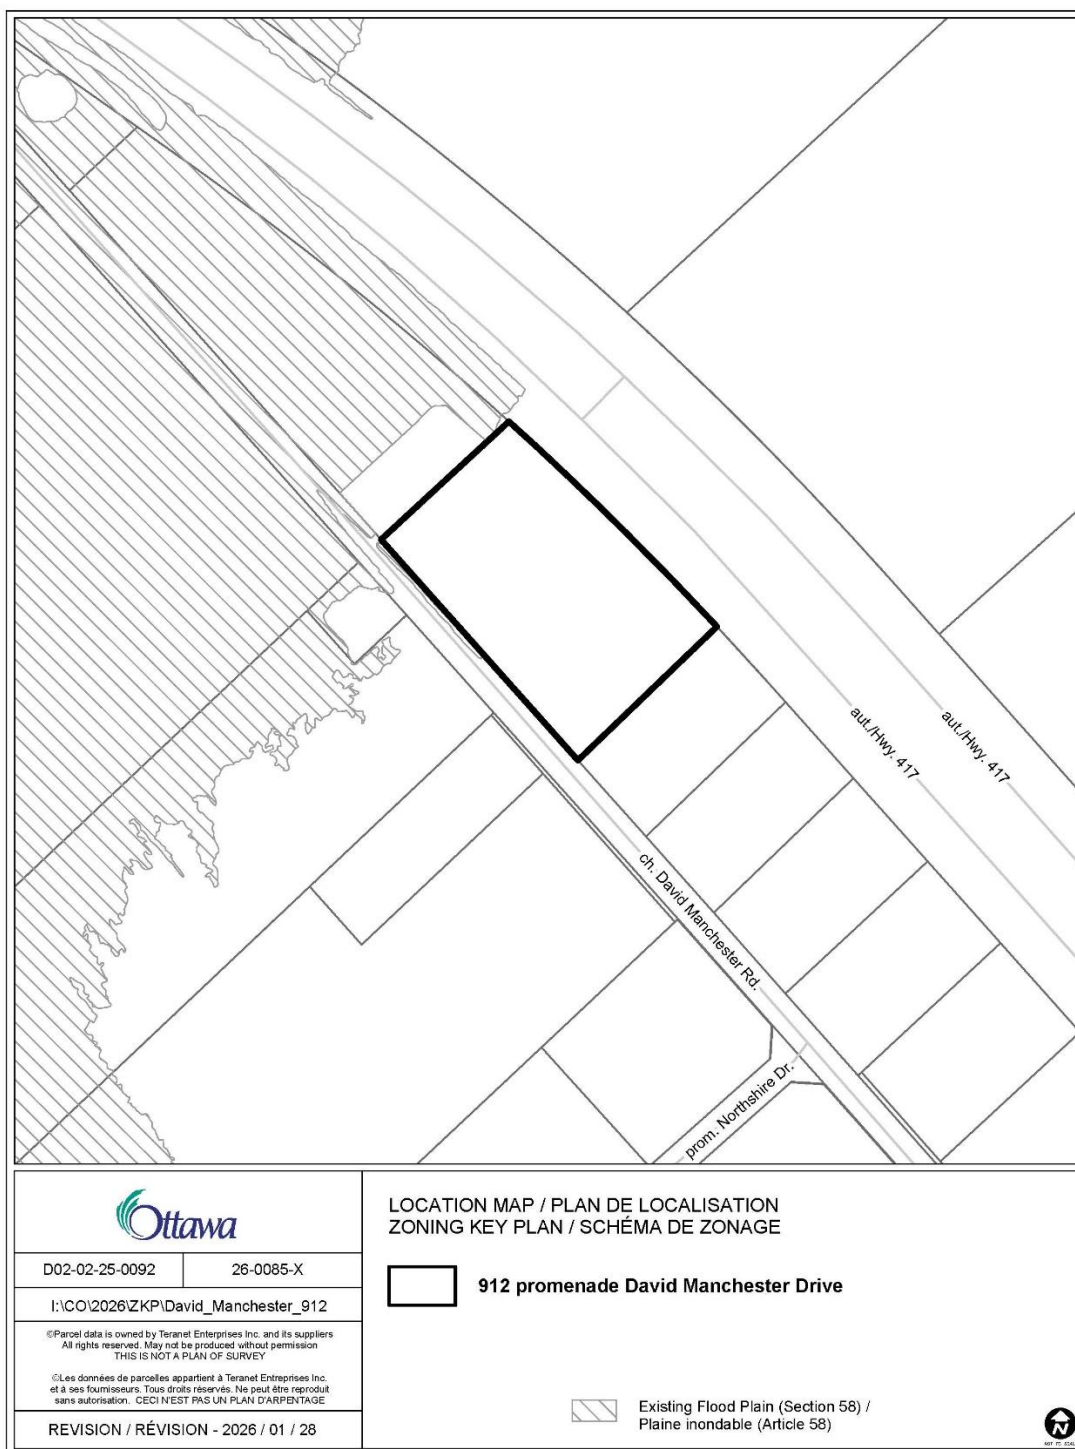 aut./Hwy. 417
aut./Hwy. 417
ch. David Manchester Rd.
prom. Northshire Dr.
Ottawa
D02-02-25-0092
26-0085-X
I:\CO\2026\ZKP\David_Manchester_912
©Parcel data is owned by Teranet Enterprises Inc. and its suppliers
All rights reserved. May not be produced without permission
THIS IS NOT A PLAN OF SURVEY
©Les données de parcelles appartient à Teranet Entreprises Inc.
et à ses fournisseurs. Tous droits réservés. Ne peut être reproduit
sans autorisation. CECI N'EST PAS UN PLAN D'ARPENTAGE
REVISION / RÉVISION - 2026 / 01 / 28
LOCATION MAP / PLAN DE LOCALISATION
ZONING KEY PLAN / SCHÉMA DE ZONAGE
912 promenade David Manchester Drive
Existing Flood Plain (Section 58) /
Plaine inondable (Article 58)
N